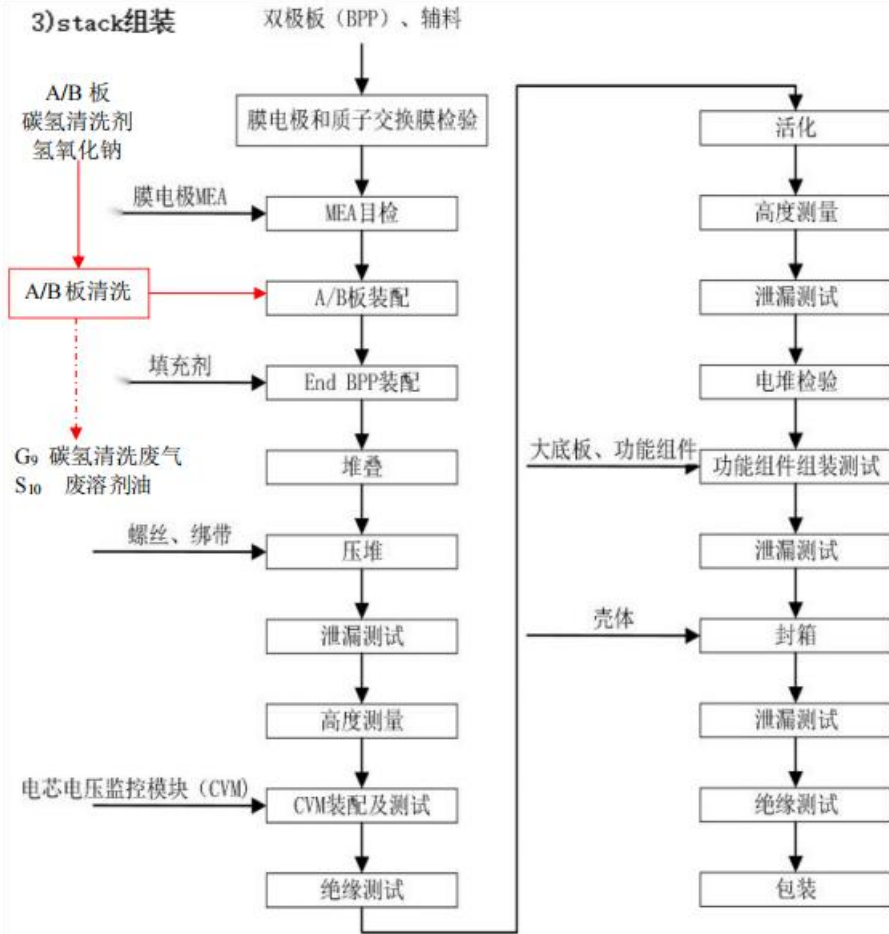 3)stack组装
双极板（BPP）、辅料
A/B 板
碳氢清洗剂
氢氧化钠
膜电极和质子交换膜检验
膜电极MEA
MEA目检
A/B 板清洗
A/B板装配
填充剂
End BPP装配
G₉ 碳氢清洗废气
S₁₀ 废溶剂油
堆叠
螺丝、绑带
压堆
泄漏测试
高度测量
电芯电压监控模块（CVM）
CVM装配及测试
绝缘测试
活化
高度测量
泄漏测试
电堆检验
大底板、功能组件
功能组件组装测试
泄漏测试
壳体
封箱
泄漏测试
绝缘测试
包装